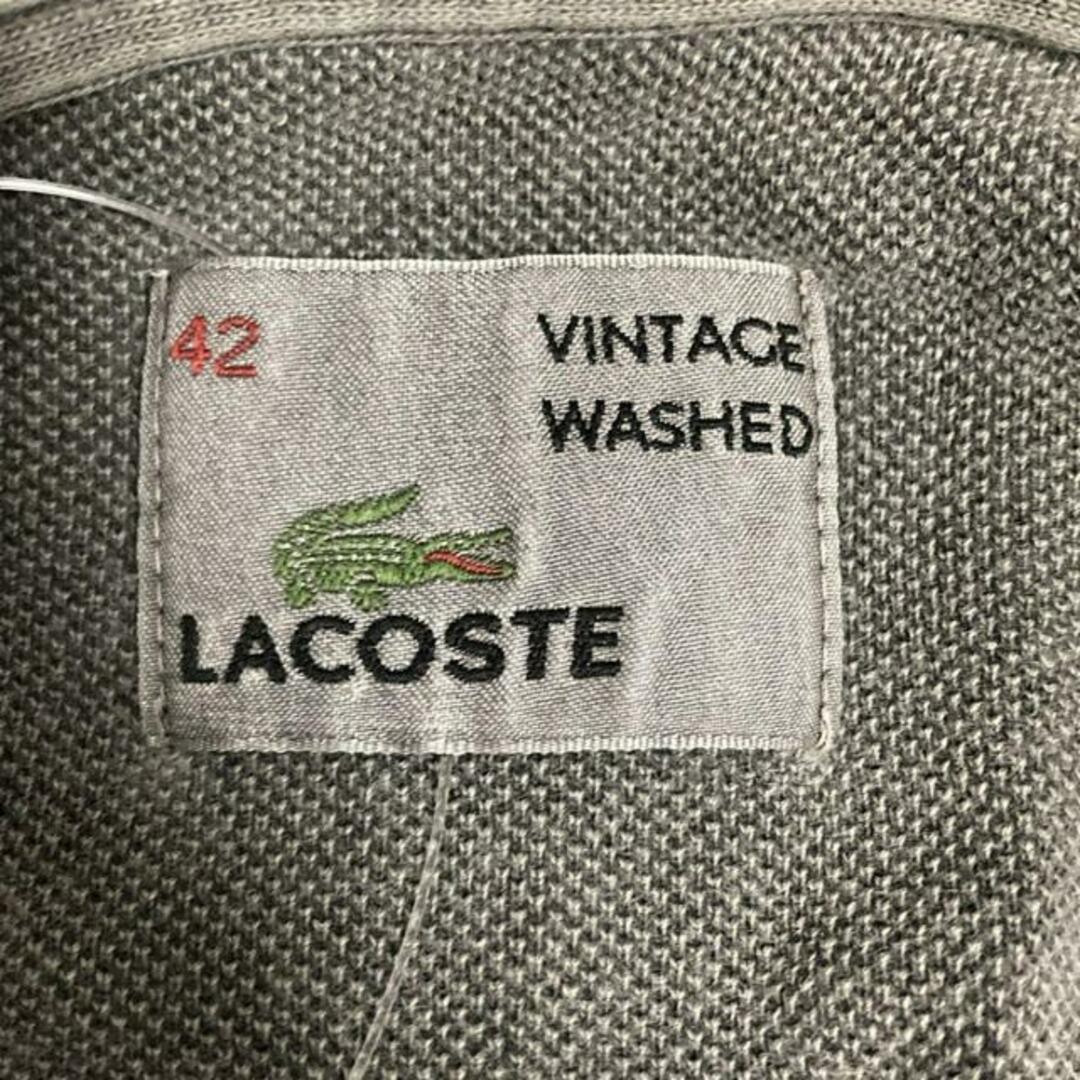 42
VINTAGE
WASHED
LACOSTE